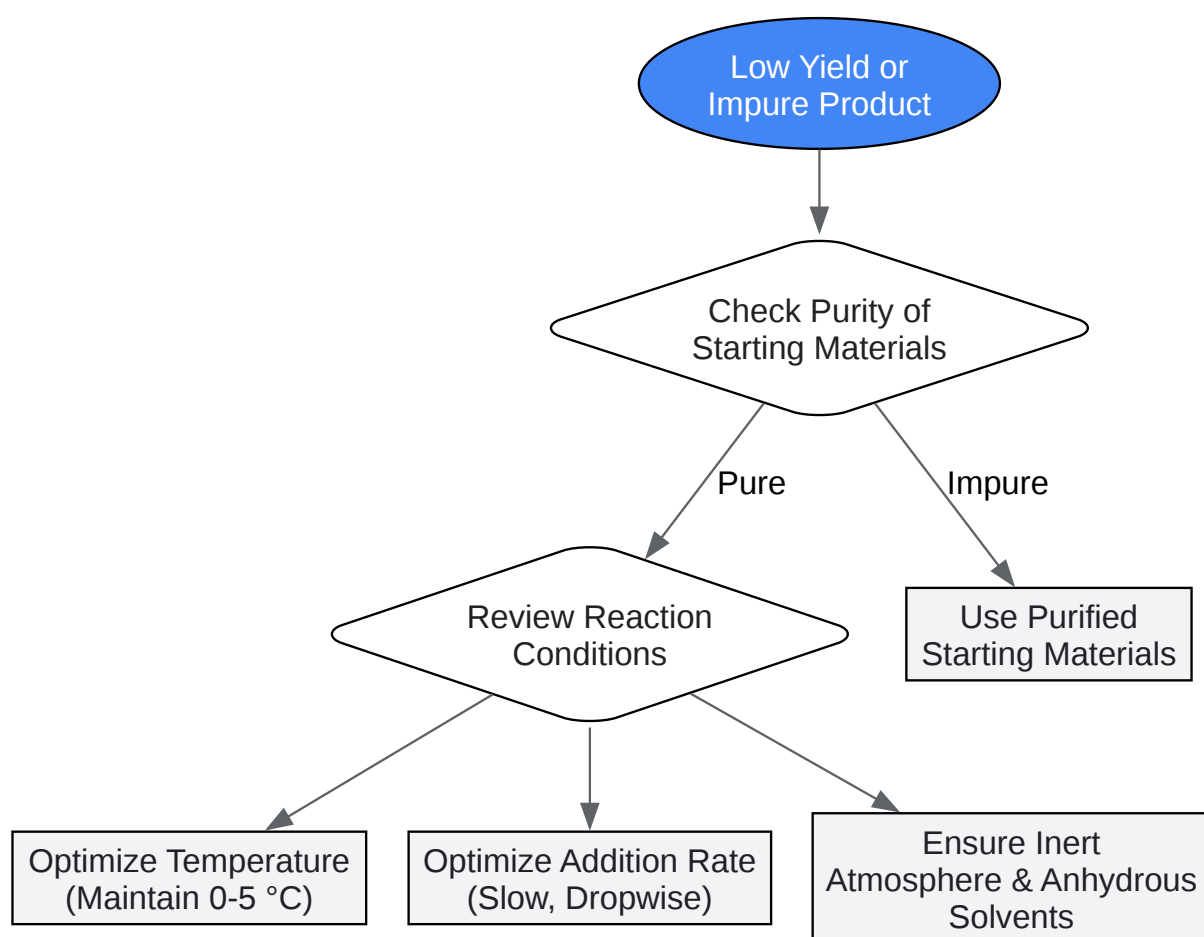 Low Yield or
Impure Product
Check Purity of
Starting Materials
Pure
Impure
Review Reaction
Conditions
Use Purified
Starting Materials
Optimize Temperature
(Maintain 0-5 °C)
Optimize Addition Rate
(Slow, Dropwise)
Ensure Inert
Atmosphere & Anhydrous
Solvents